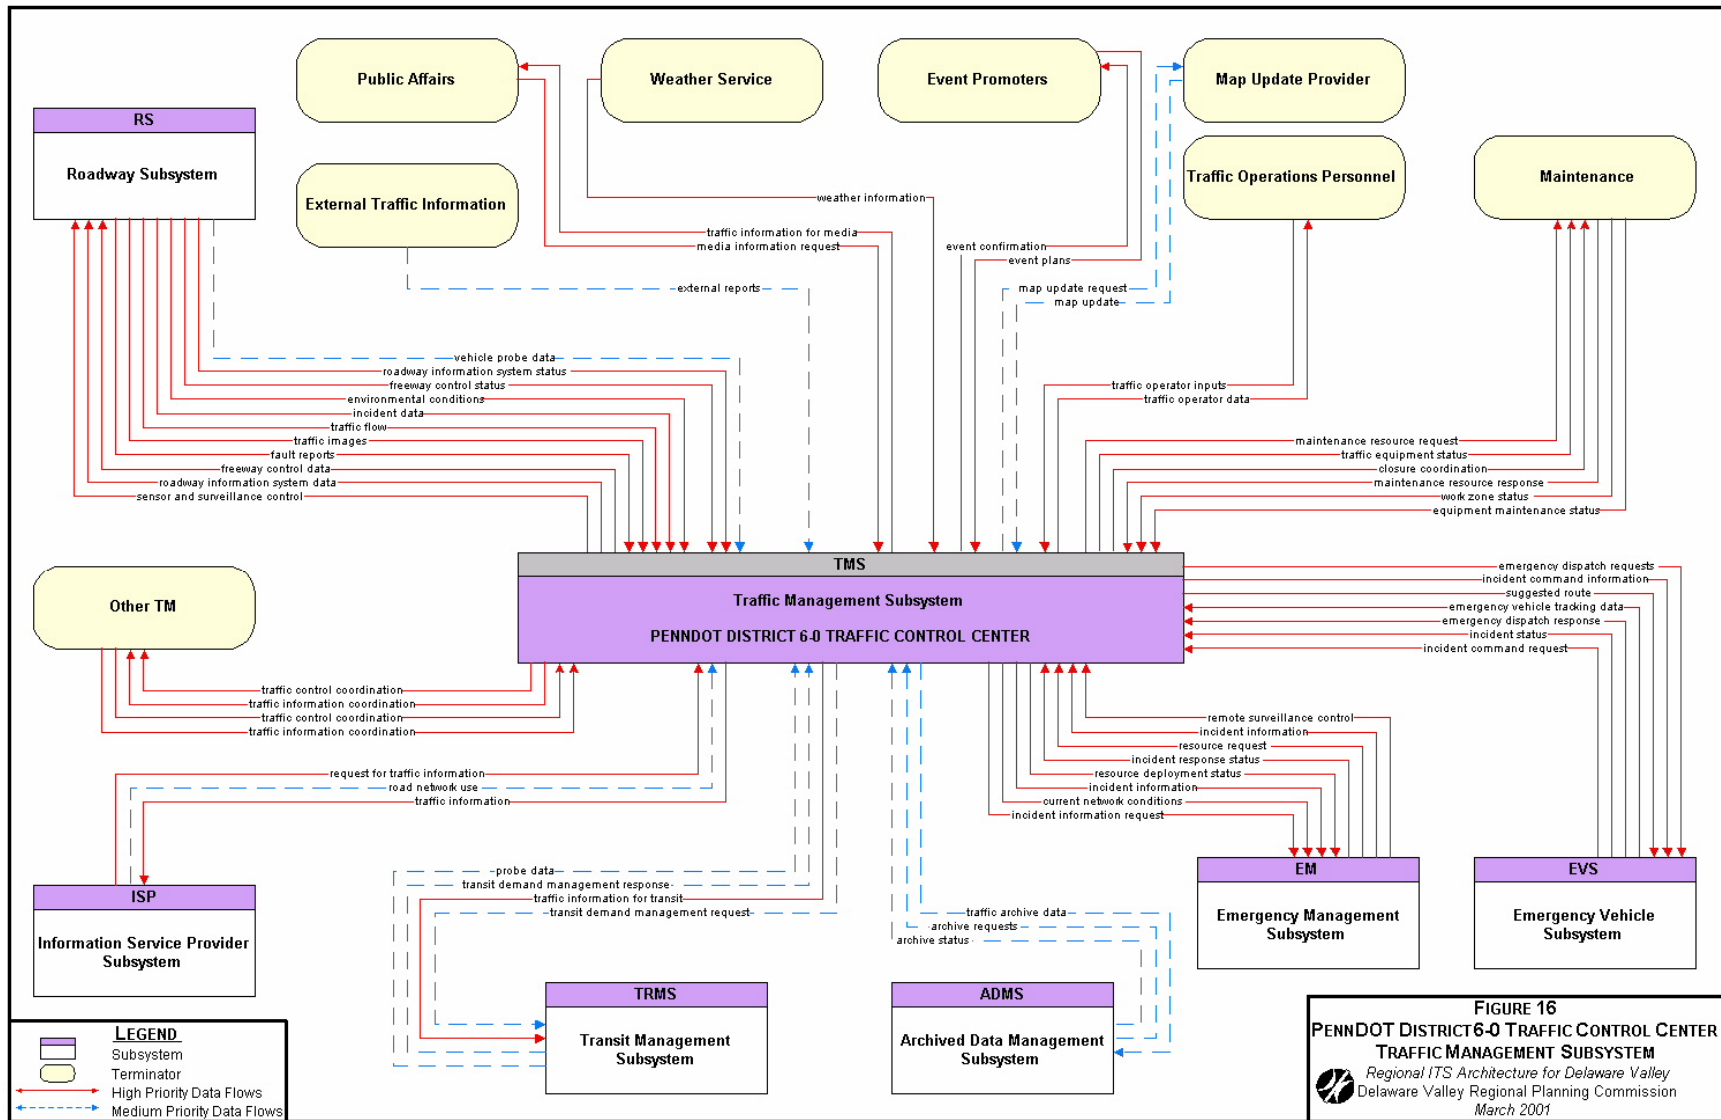 Public Affairs
Weather Service
Event Promoters
Map Update Provider
RS
Roadway Subsystem
External Traffic Information
Traffic Operations Personnel
Maintenance
weather information
traffic information for media
media information request
event confirmation
event plans
external reports
map update request
map update
vehicle probe data
roadway information system status
freeway control status
environmental conditions
incident data
traffic flow
traffic images
fault reports
freeway control data
roadway information system data
sensor and surveillance control
traffic operator inputs
traffic operator data
maintenance resource request
traffic equipment status
closure coordination
maintenance resource response
work zone status
equipment maintenance status
TMS
Traffic Management Subsystem
PENNDOT DISTRICT 6-0 TRAFFIC CONTROL CENTER
emergency dispatch requests
incident command information
suggested route
emergency vehicle tracking data
emergency dispatch response
incident status
incident command request
Other TM
traffic control coordination
traffic information coordination
traffic control coordination
traffic information coordination
request for traffic information
road network use
traffic information
remote surveillance control
incident information
resource request
incident response status
resource deployment status
incident information
current network conditions
incident information request
probe data
transit demand management response
traffic information for transit
transit demand management request
traffic archive data
archive requests
archive status
ISP
Information Service Provider
Subsystem
EM
Emergency Management
Subsystem
EVS
Emergency Vehicle
Subsystem
TRMS
Transit Management
Subsystem
ADMS
Archived Data Management
Subsystem
LEGEND
Subsystem
Terminator
High Priority Data Flows
Medium Priority Data Flows
FIGURE 16
PENNDOT DISTRICT 6-0 TRAFFIC CONTROL CENTER
TRAFFIC MANAGEMENT SUBSYSTEM
Regional ITS Architecture for Delaware Valley
Delaware Valley Regional Planning Commission
March 2001